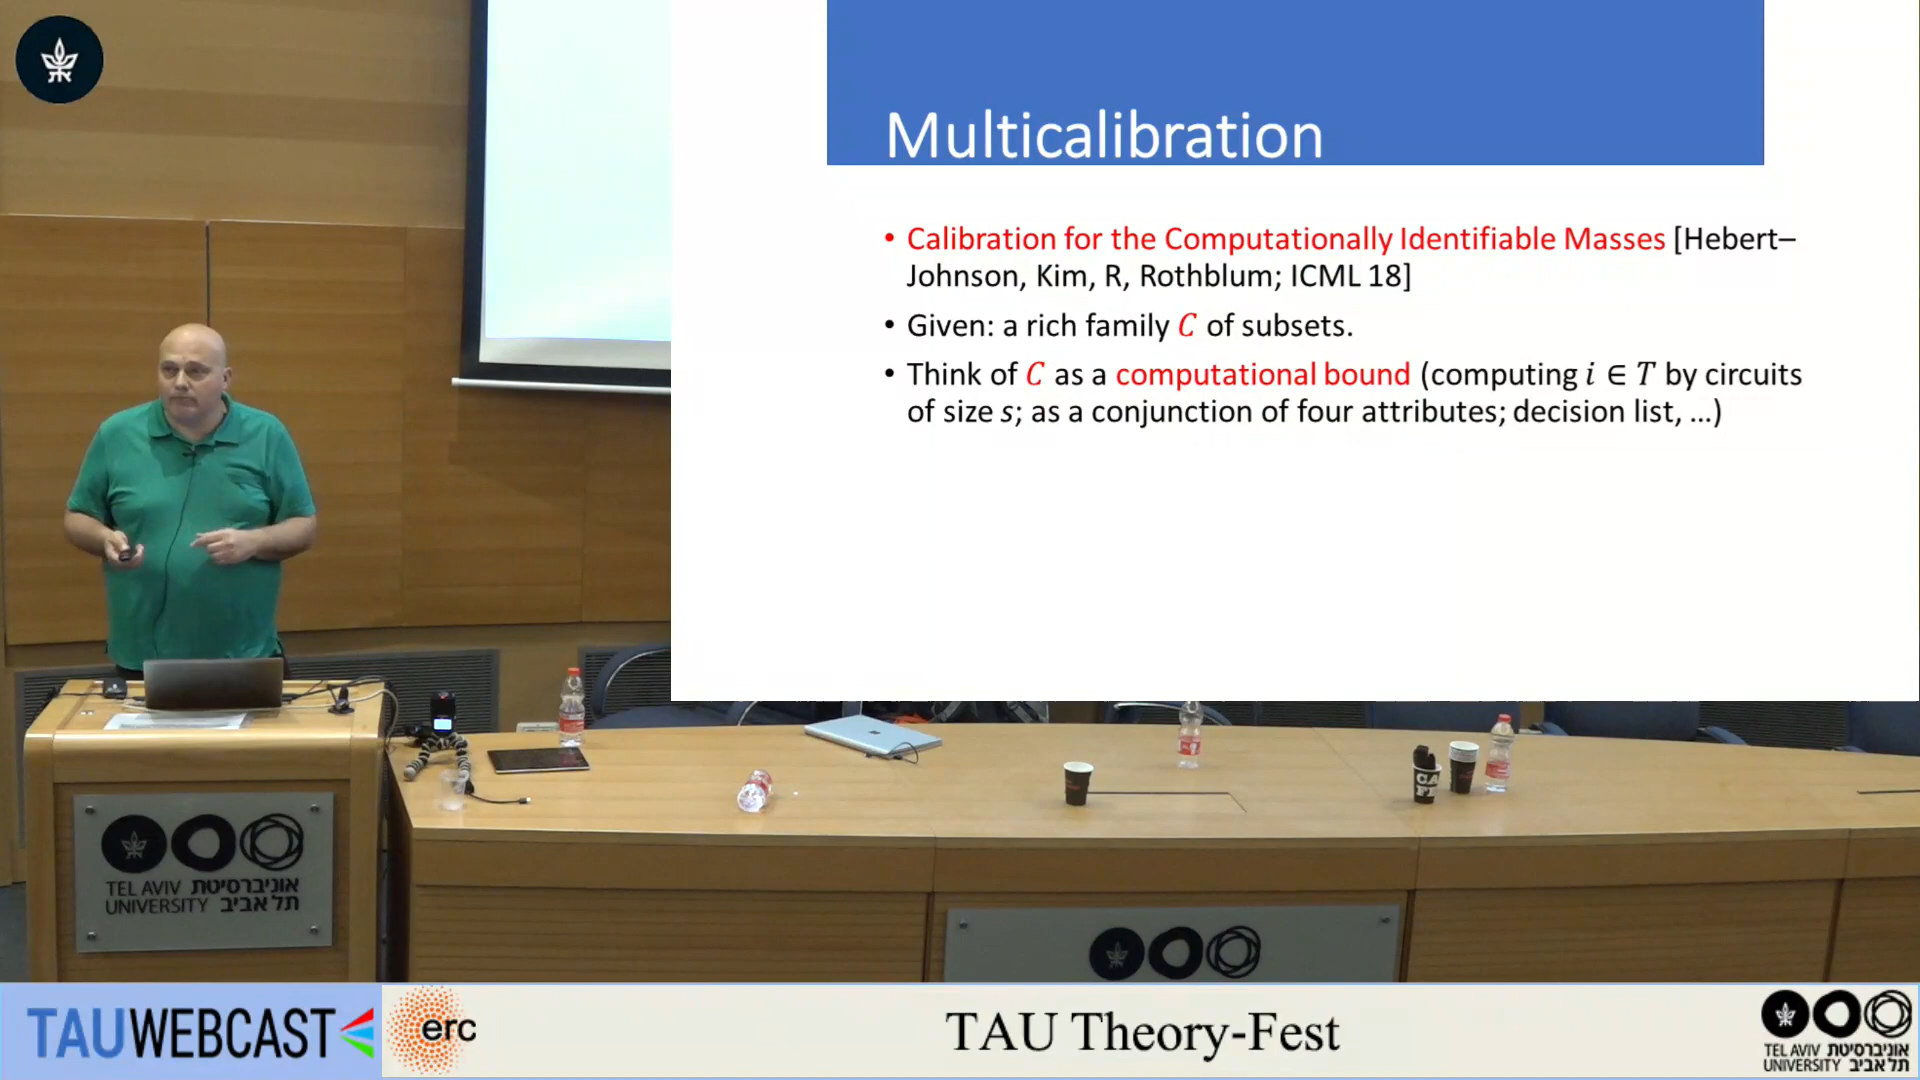 Multicalibration
• Calibration for the Computationally Identifiable Masses [Hebert–
Johnson, Kim, R, Rothblum; ICML 18]
• Given: a rich family C of subsets.
• Think of C as a computational bound (computing i ∈ T by circuits
of size s; as a conjunction of four attributes; decision list, ...)
CA
TEL AVIV אוניברסיטת
UNIVERSITY תל אביב
TAUWEBCAST
erc
TAU Theory-Fest
TEL AVIV אוניברסיטת
UNIVERSITY תל אביב